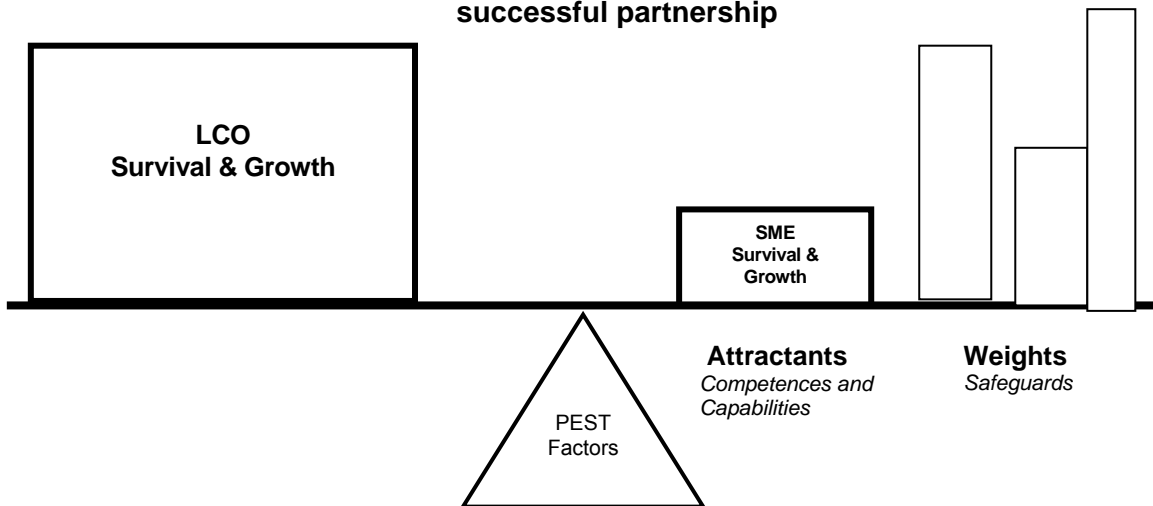 successful partnership
LCO
Survival & Growth
SME
Survival &
Growth
Attractants
Competences and
Capabilities
Weights
Safeguards
PEST
Factors